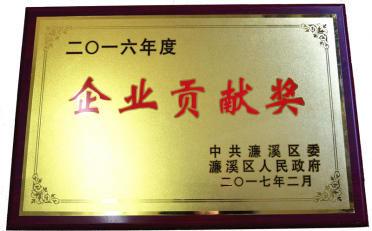 二〇一六年度
企业贡献奖
中共濂溪区委
濂溪区人民政府
二〇一七年二月